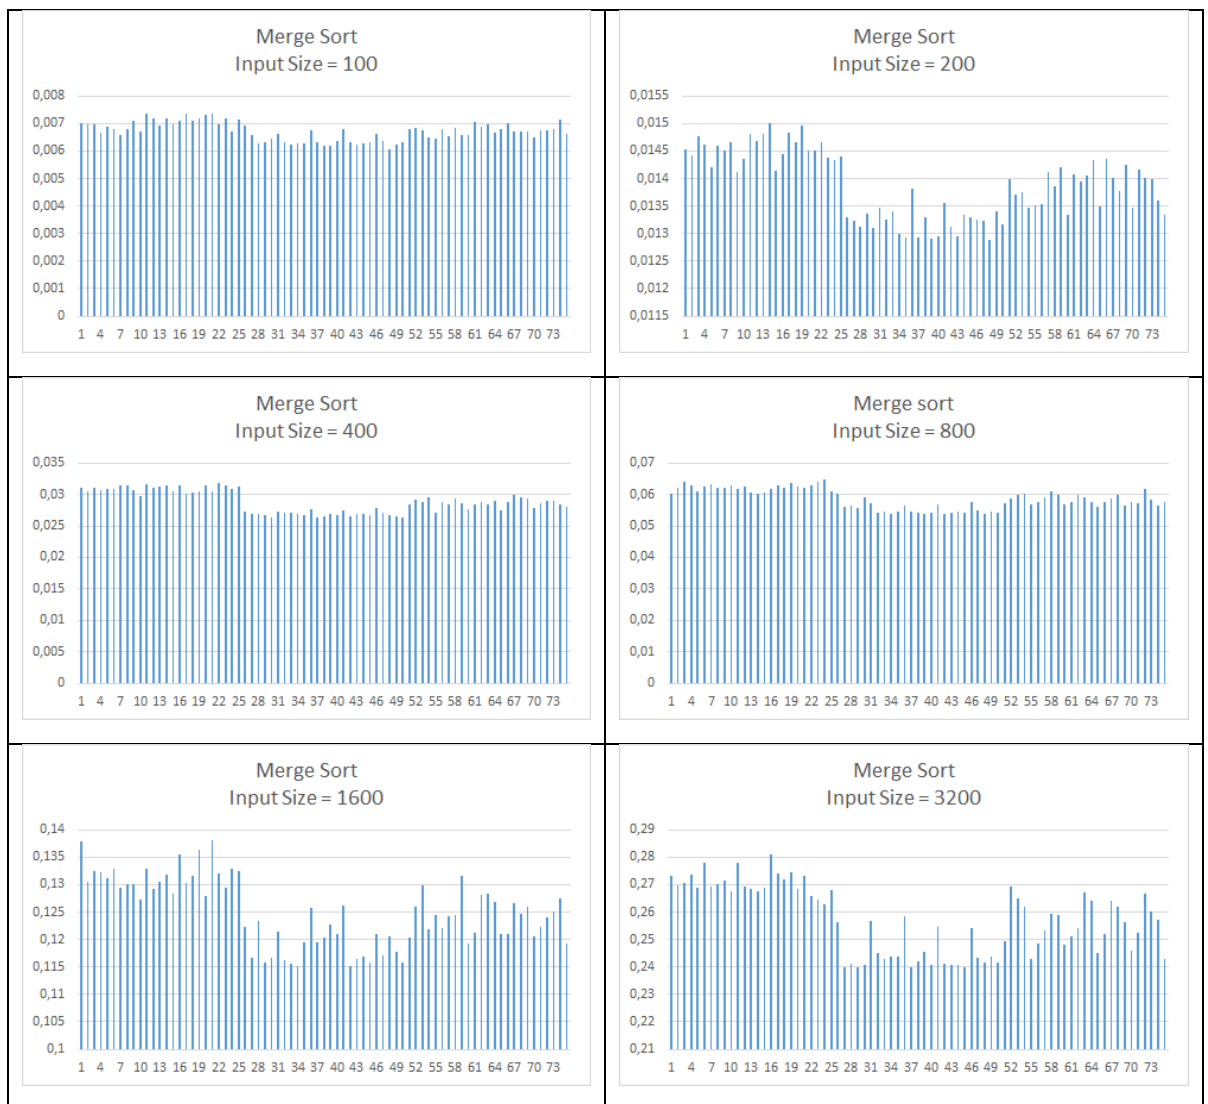 Merge Sort
Input Size = 100
0,008
0,007
0,006
0,005
0,004
0,003
0,002
0,001
0
1 4 7 10 13 16 19 22 25 28 31 34 37 40 43 46 49 52 55 58 61 64 67 70 73
Merge Sort
Input Size = 200
0,0155
0,015
0,0145
0,014
0,0135
0,013
0,0125
0,012
0,0115
1 4 7 10 13 16 19 22 25 28 31 34 37 40 43 46 49 52 55 58 61 64 67 70 73
Merge Sort
Input Size = 400
0,035
0,03
0,025
0,02
0,015
0,01
0,005
0
1 4 7 10 13 16 19 22 25 28 31 34 37 40 43 46 49 52 55 58 61 64 67 70 73
Merge sort
Input Size = 800
0,07
0,06
0,05
0,04
0,03
0,02
0,01
0
1 4 7 10 13 16 19 22 25 28 31 34 37 40 43 46 49 52 55 58 61 64 67 70 73
Merge Sort
Input Size = 1600
0,14
0,135
0,13
0,125
0,12
0,115
0,11
0,105
0,1
1 4 7 10 13 16 19 22 25 28 31 34 37 40 43 46 49 52 55 58 61 64 67 70 73
Merge Sort
Input Size = 3200
0,29
0,28
0,27
0,26
0,25
0,24
0,23
0,22
0,21
1 4 7 10 13 16 19 22 25 28 31 34 37 40 43 46 49 52 55 58 61 64 67 70 73